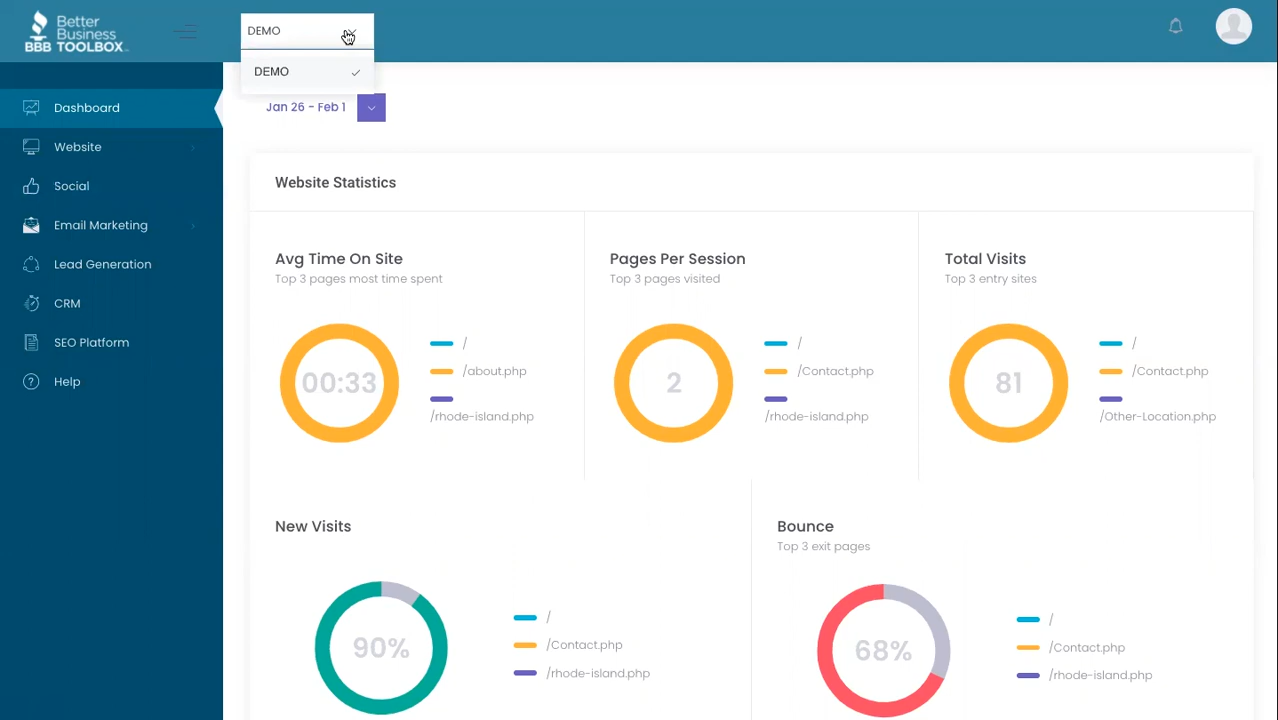 Better
Business
BBB TOOLBOX
DEMO
DEMO
Jan 26 - Feb 1
Dashboard
Website
Social
Email Marketing
Lead Generation
CRM
SEO Platform
Help
Website Statistics
Avg Time On Site
Top 3 pages most time spent
00:33
/
/about.php
/rhode-island.php
Pages Per Session
Top 3 pages visited
2
/
/Contact.php
/rhode-island.php
Total Visits
Top 3 entry sites
81
/
/Contact.php
/Other-Location.php
New Visits
90%
/
/Contact.php
/rhode-island.php
Bounce
Top 3 exit pages
68%
/
/Contact.php
/rhode-island.php